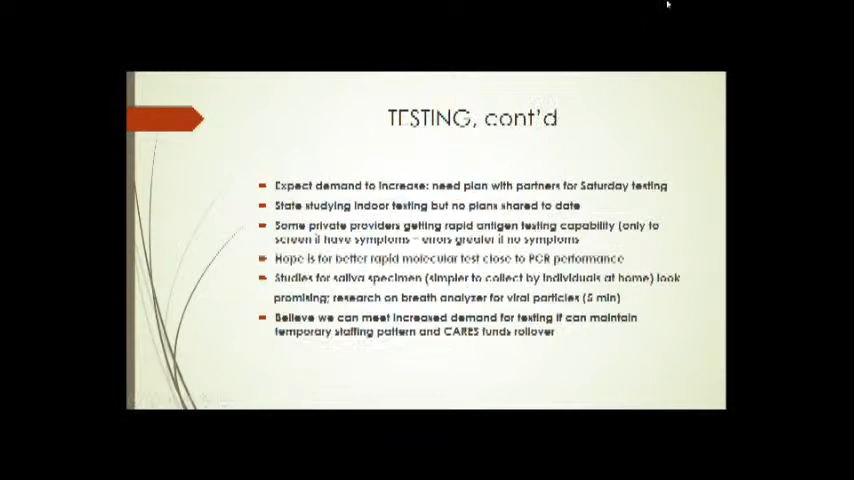 TESTING, cont'd
Expect demand to increase: need plan with partners for Saturday testing
State studying indoor testing but no plans shared to date
Some private providers getting rapid antigen testing capability (only to
screen if have symptoms – errors greater if no symptoms
Hope is for better rapid molecular test close to PCR performance
Studies for saliva specimen (simpler to collect by individuals at home) look
promising; research on breath analyzer for viral particles (5 min)
Believe we can meet increased demand for testing if can maintain
temporary staffing pattern and CARES funds rollover